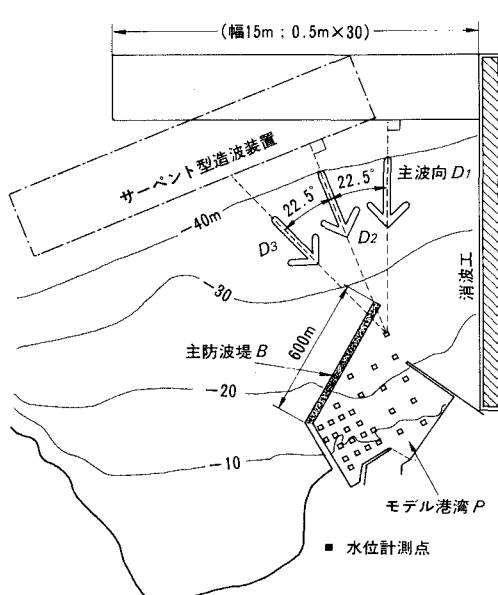 (幅15m ; 0.5m×30)
サーペント型造波装置
主波向 D1
22.5°
22.5°
D2
D3
消波工
-40m
-30
主防波堤 B
600m
-20
-10
モデル港湾 P
■ 水位計測点